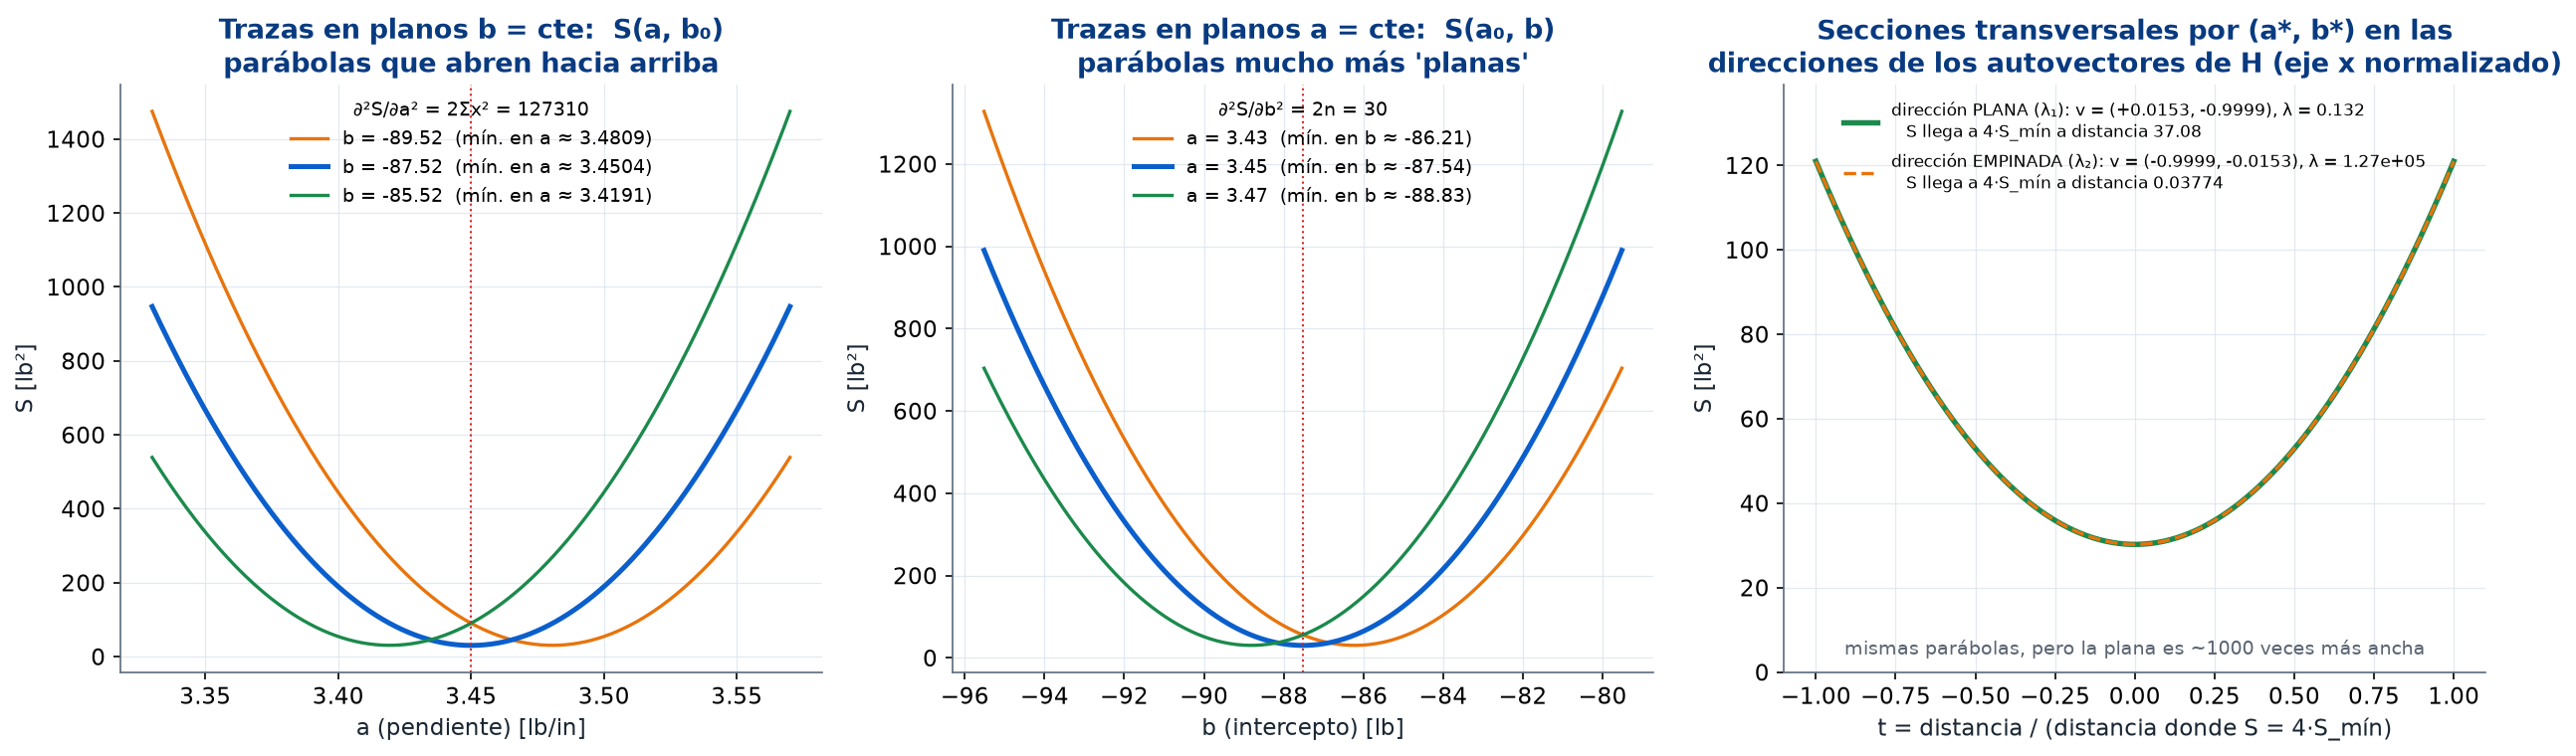 Trazas en planos b = cte:  S(a, b₀)
parábolas que abren hacia arriba
∂²S/∂a² = 2Σx² = 127310
b = -89.52  (mín. en a ≈ 3.4809)
b = -87.52  (mín. en a ≈ 3.4504)
b = -85.52  (mín. en a ≈ 3.4191)
S [lb²]
1400
1200
1000
800
600
400
200
0
3.35 3.40 3.45 3.50 3.55
a (pendiente) [lb/in]
Trazas en planos a = cte:  S(a₀, b)
parábolas mucho más 'planas'
∂²S/∂b² = 2n = 30
a = 3.43  (mín. en b ≈ -86.21)
a = 3.45  (mín. en b ≈ -87.54)
a = 3.47  (mín. en b ≈ -88.83)
S [lb²]
1200
1000
800
600
400
200
0
−96 −94 −92 −90 −88 −86 −84 −82 −80
b (intercepto) [lb]
Secciones transversales por (a*, b*) en las
direcciones de los autovectores de H (eje x normalizado)
dirección PLANA (λ₁): v = (+0.0153, -0.9999), λ = 0.132
S llega a 4·S_mín a distancia 37.08
dirección EMPINADA (λ₂): v = (-0.9999, -0.0153), λ = 1.27e+05
S llega a 4·S_mín a distancia 0.03774
S [lb²]
120
100
80
60
40
20
0
mismas parábolas, pero la plana es ~1000 veces más ancha
−1.00 −0.75 −0.50 −0.25 0.00 0.25 0.50 0.75 1.00
t = distancia / (distancia donde S = 4·S_mín)